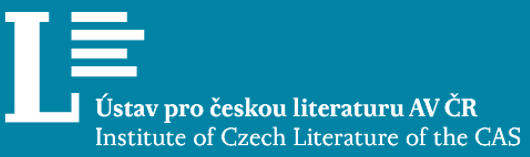 Ústav pro českou literaturu AV ČR
Institute of Czech Literature of the CAS